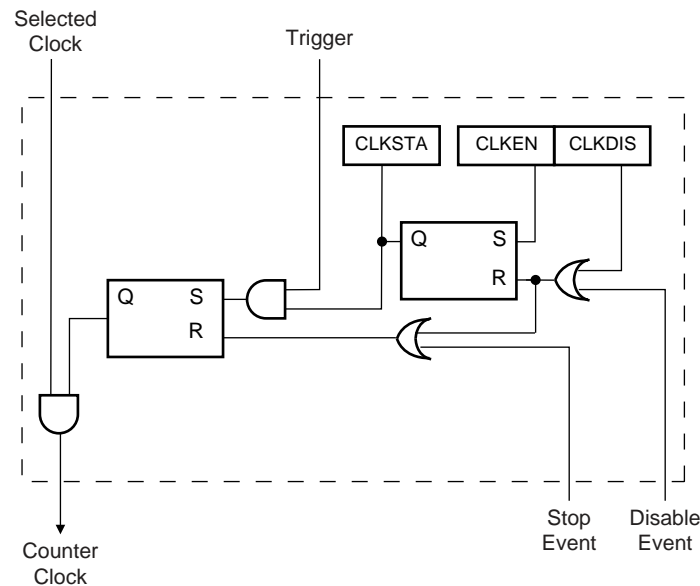 Selected
Clock
Trigger
CLKSTA
CLKEN
CLKDIS
Q
S
R
Q
S
R
Stop
Event
Disable
Event
Counter
Clock